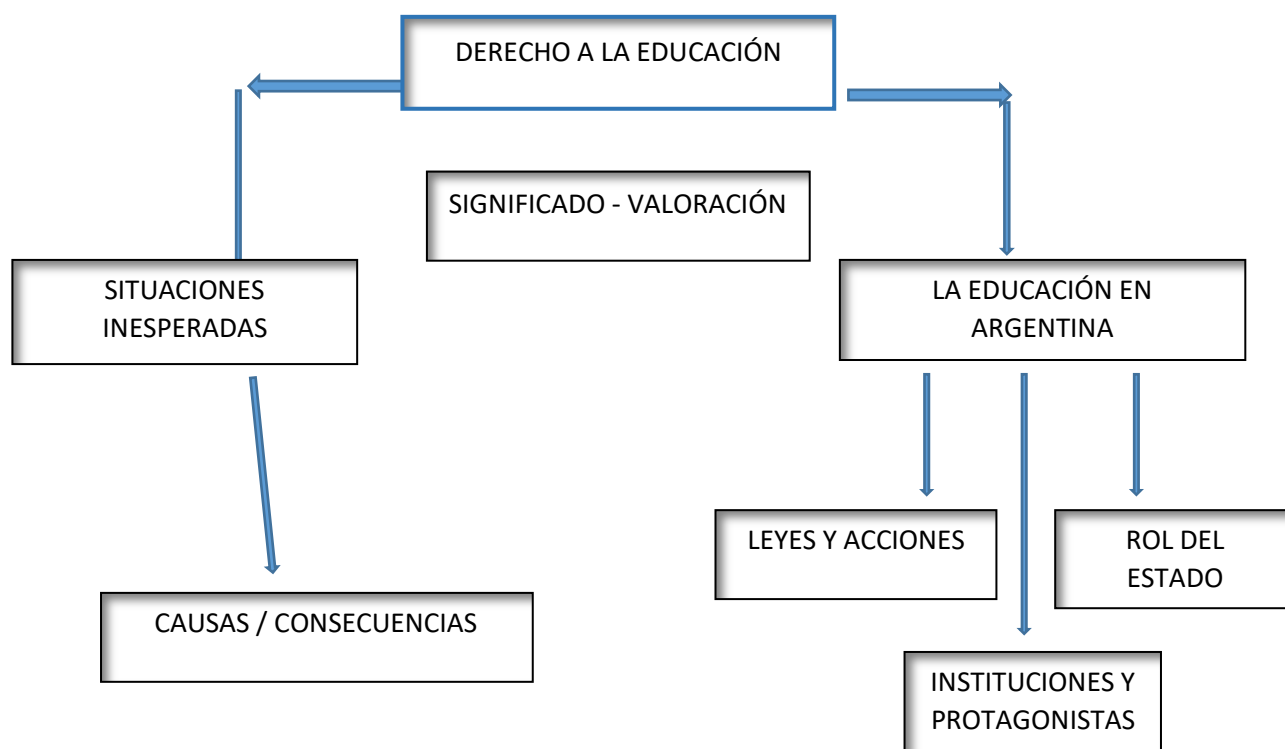 DERECHO A LA EDUCACIÓN
SIGNIFICADO - VALORACIÓN
SITUACIONES
INESPERADAS
LA EDUCACIÓN EN
ARGENTINA
LEYES Y ACCIONES
ROL DEL
ESTADO
CAUSAS / CONSECUENCIAS
INSTITUCIONES Y
PROTAGONISTAS